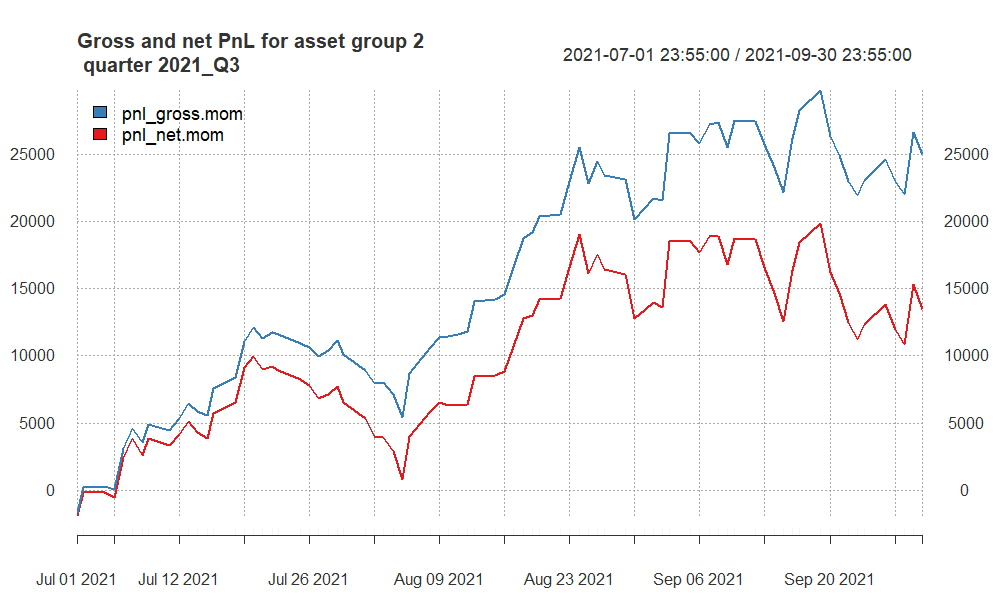 Gross and net PnL for asset group 2
quarter 2021_Q3
2021-07-01 23:55:00 / 2021-09-30 23:55:00
pnl_gross.mom
pnl_net.mom
25000 25000
20000 20000
15000 15000
10000 10000
5000 5000
0 0
Jul 01 2021 Jul 12 2021 Jul 26 2021 Aug 09 2021 Aug 23 2021 Sep 06 2021 Sep 20 2021